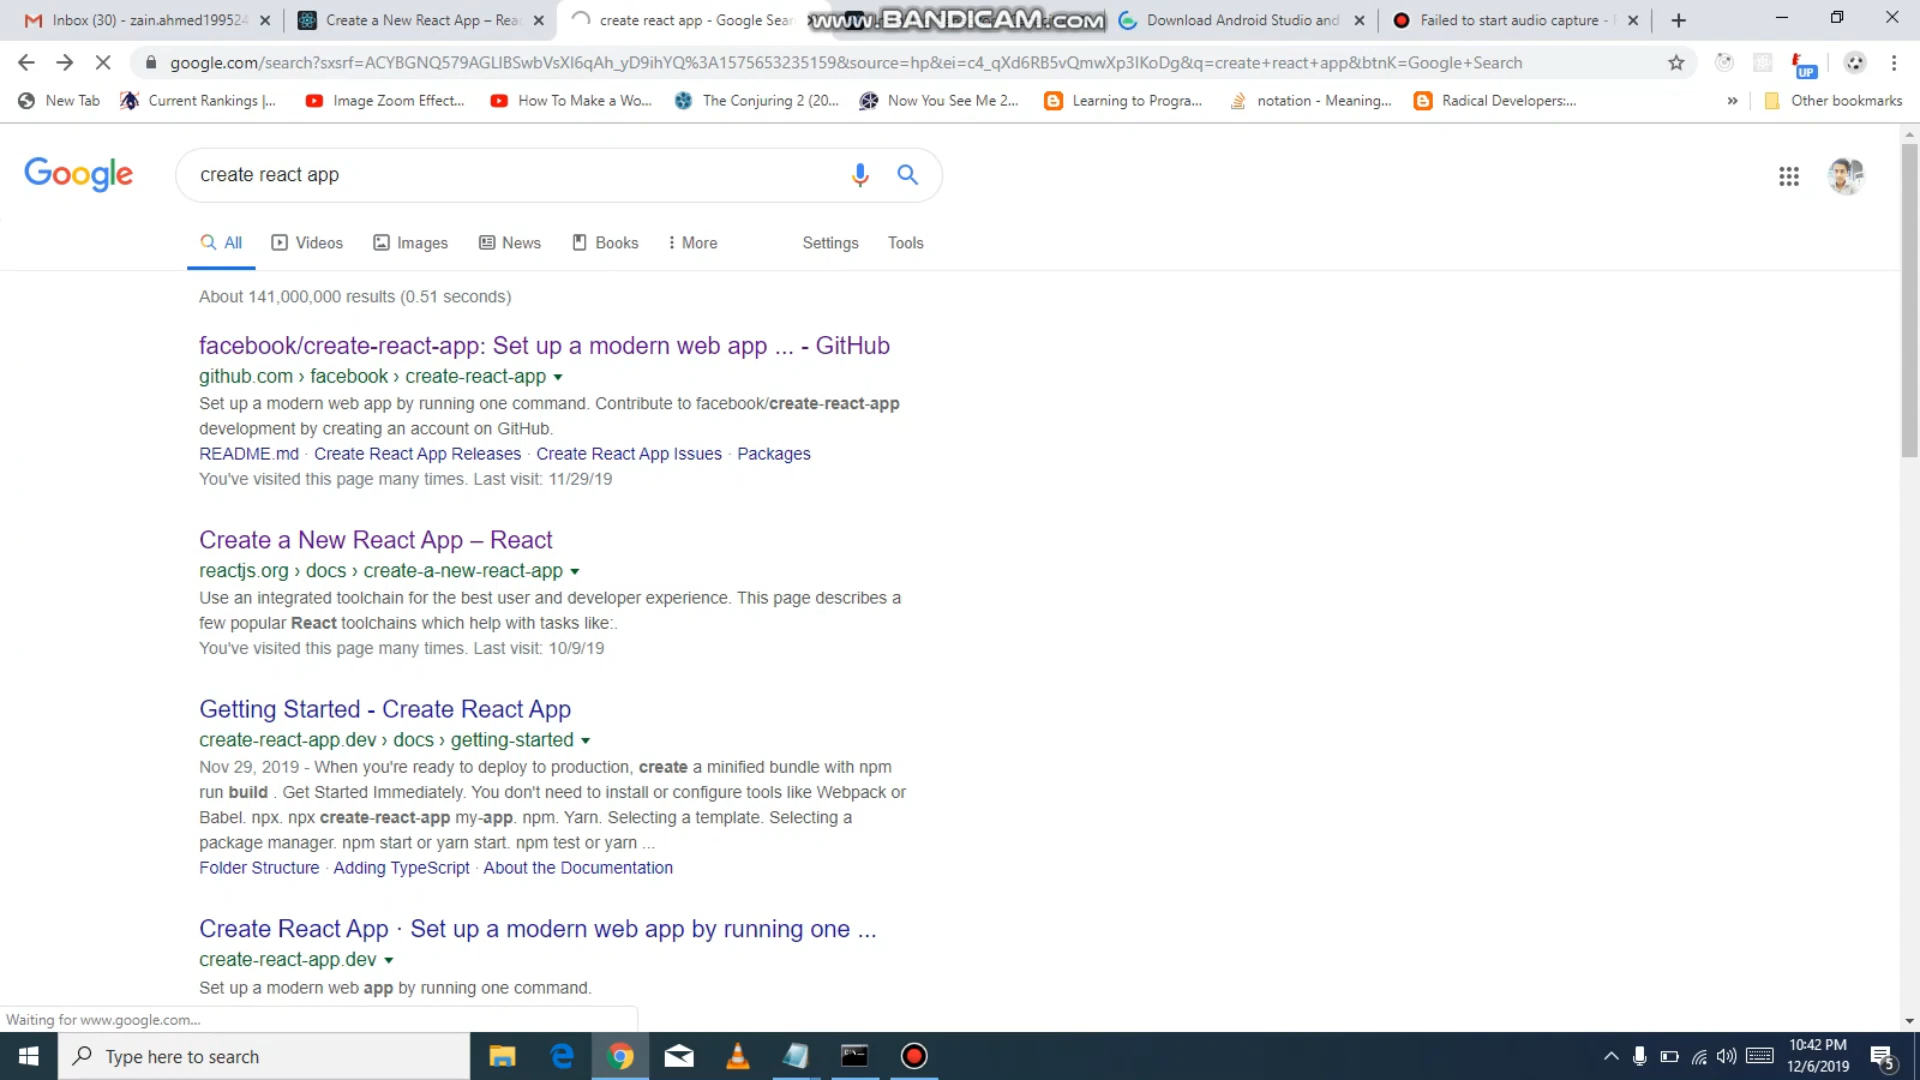 Inbox (30) - zain.ahmed199524
Create a New React App – Reac
create react app - Google Sear
www.BANDICAM.com
Download Android Studio and
Failed to start audio capture -
google.com/search?sxsrf=ACYBGNQ579AGLlBSwbVsXl6qAh_yD9ihYQ%3A1575653235159&source=hp&ei=c4_qXd6RB5vQmwXp3IKoDg&q=create+react+app&btnK=Google+Search
UP
New Tab
Current Rankings |...
Image Zoom Effect...
How To Make a Wo...
The Conjuring 2 (20...
Now You See Me 2...
Learning to Progra...
notation - Meaning...
Radical Developers:...
»
Other bookmarks
Google
create react app
All
Videos
Images
News
Books
More
Settings
Tools
About 141,000,000 results (0.51 seconds)
facebook/create-react-app: Set up a modern web app ... - GitHub
github.com › facebook › create-react-app
Set up a modern web app by running one command. Contribute to facebook/create-react-app
development by creating an account on GitHub.
README.md · Create React App Releases · Create React App Issues · Packages
You've visited this page many times. Last visit: 11/29/19
Create a New React App – React
reactjs.org › docs › create-a-new-react-app
Use an integrated toolchain for the best user and developer experience. This page describes a
few popular React toolchains which help with tasks like:.
You've visited this page many times. Last visit: 10/9/19
Getting Started - Create React App
create-react-app.dev › docs › getting-started
Nov 29, 2019 - When you're ready to deploy to production, create a minified bundle with npm
run build . Get Started Immediately. You don't need to install or configure tools like Webpack or
Babel. npx. npx create-react-app my-app. npm. Yarn. Selecting a template. Selecting a
package manager. npm start or yarn start. npm test or yarn ...
Folder Structure · Adding TypeScript · About the Documentation
Create React App · Set up a modern web app by running one ...
create-react-app.dev
Set up a modern web app by running one command.
Waiting for www.google.com...
Type here to search
10:42 PM
12/6/2019
5